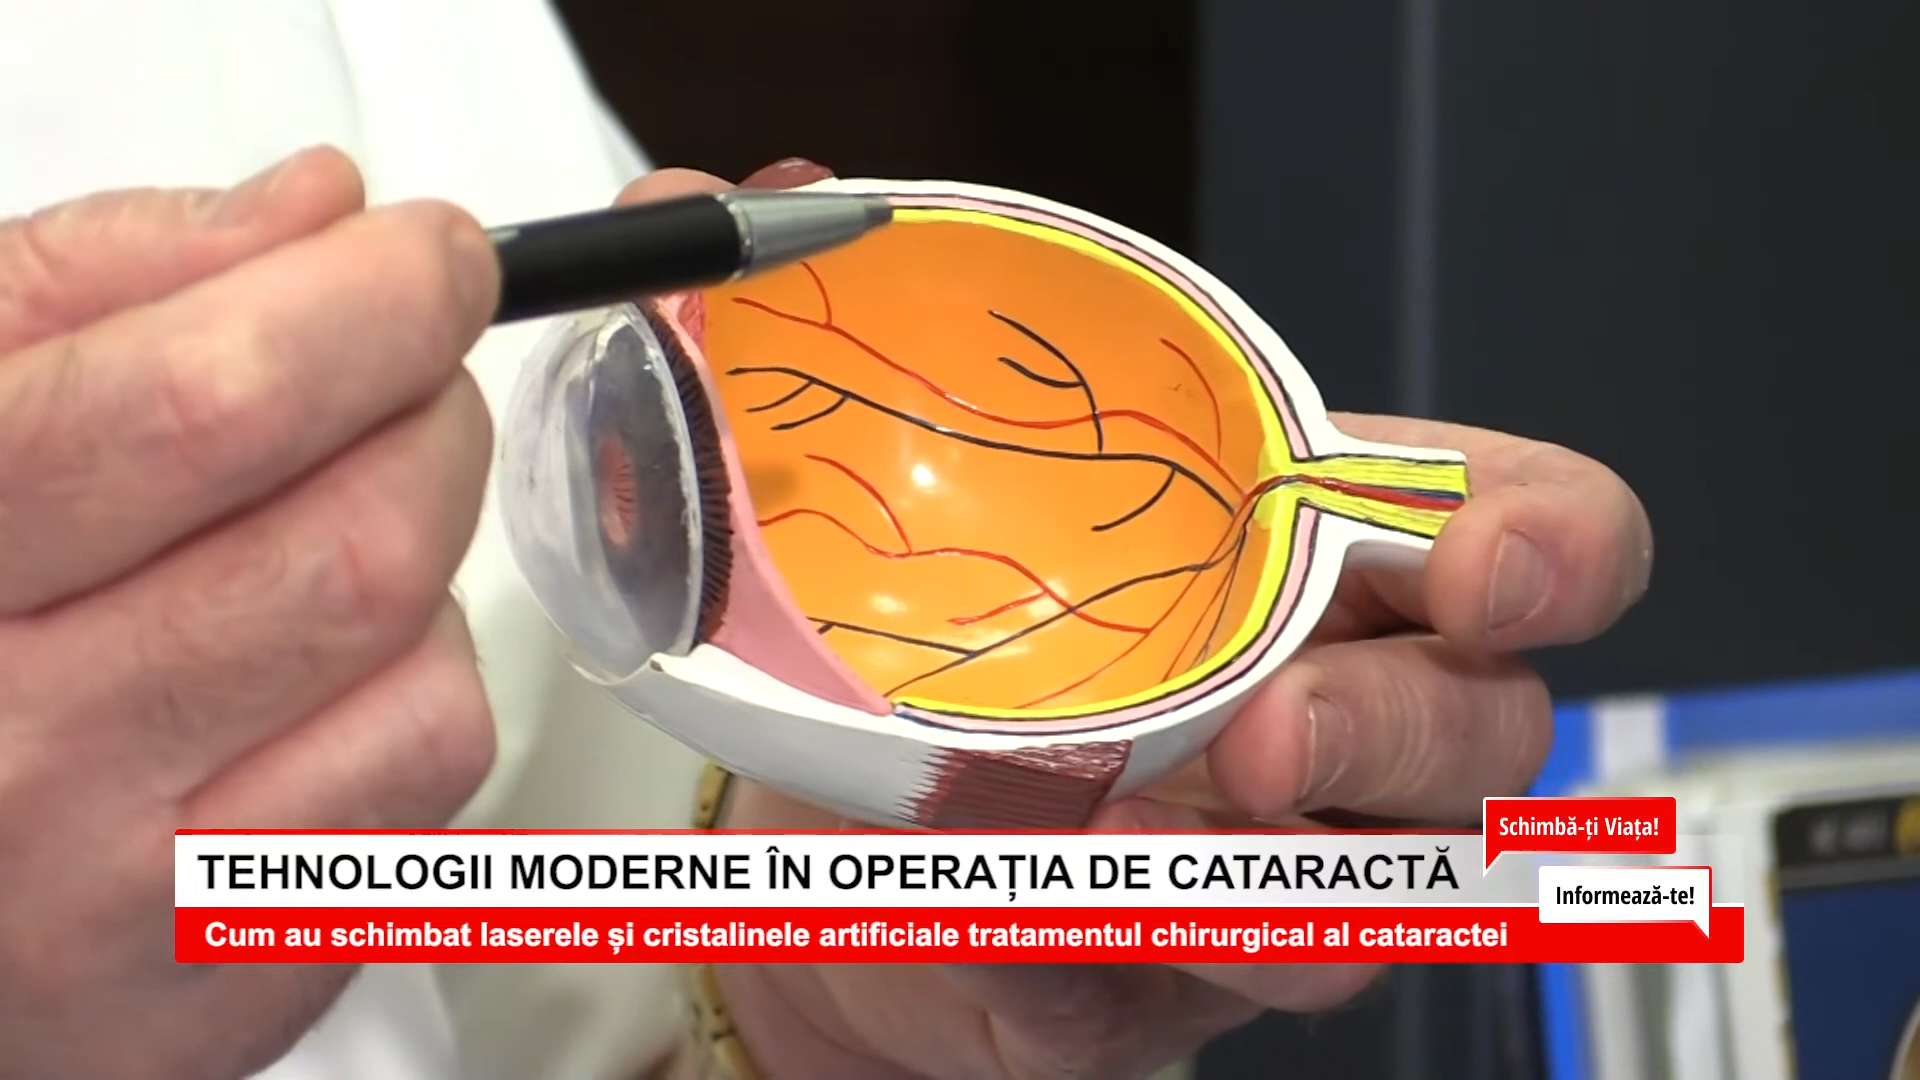 Schimbă-ți Viața!
TEHNOLOGII MODERNE ÎN OPERAȚIA DE CATARACTĂ
Informează-te!
Cum au schimbat laserele și cristalinele artificiale tratamentul chirurgical al cataractei